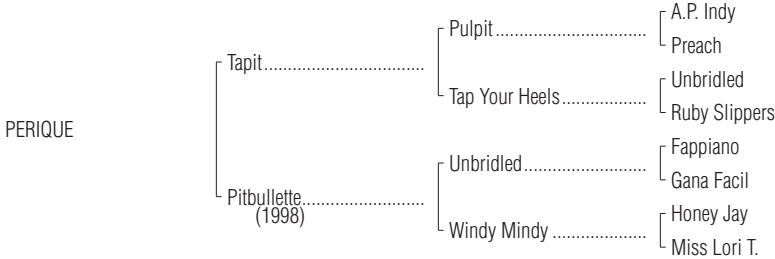 A.P. Indy
Pulpit
Preach
Tapit
Unbridled
Tap Your Heels
Ruby Slippers
PERIQUE
Fappiano
Unbridled
Gana Facil
Pitbullette
(1998)
Honey Jay
Windy Mindy
Miss Lori T.